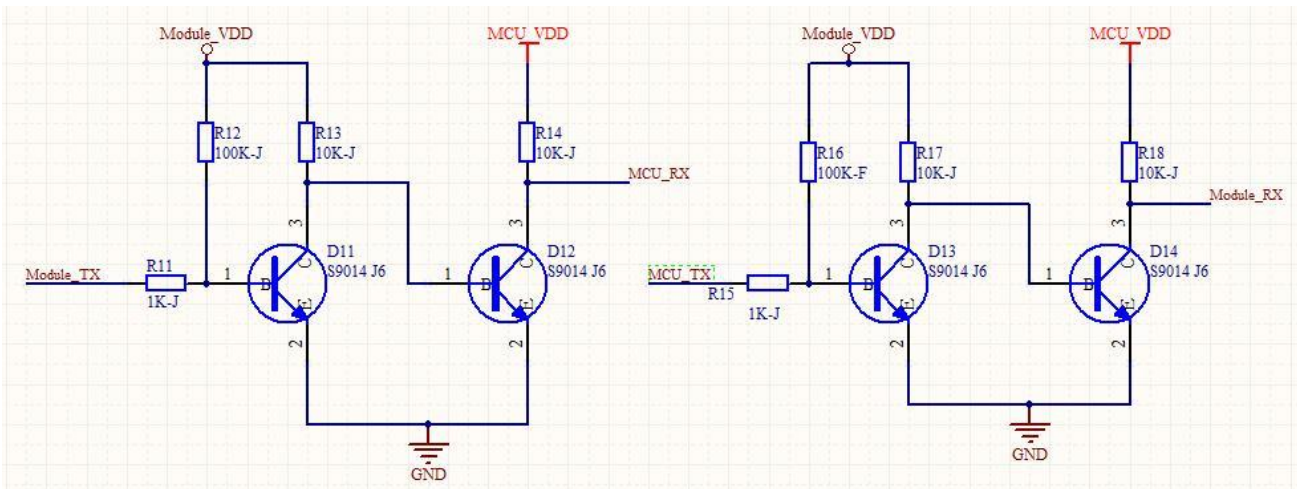 Module_VDD
MCU_VDD
Module_VDD
MCU_VDD
R12
100K-J
R13
10K-J
R14
10K-J
R16
100K-F
R17
10K-J
R18
10K-J
MCU_RX
Module_RX
3
3
3
3
D11
S9014 J6
D12
S9014 J6
D13
S9014 J6
D14
S9014 J6
Module_TX
R11
1K-J
1
B
C
E
1
B
C
E
MCU_TX
R15
1K-J
1
B
C
E
1
B
C
E
2
2
2
2
GND
GND